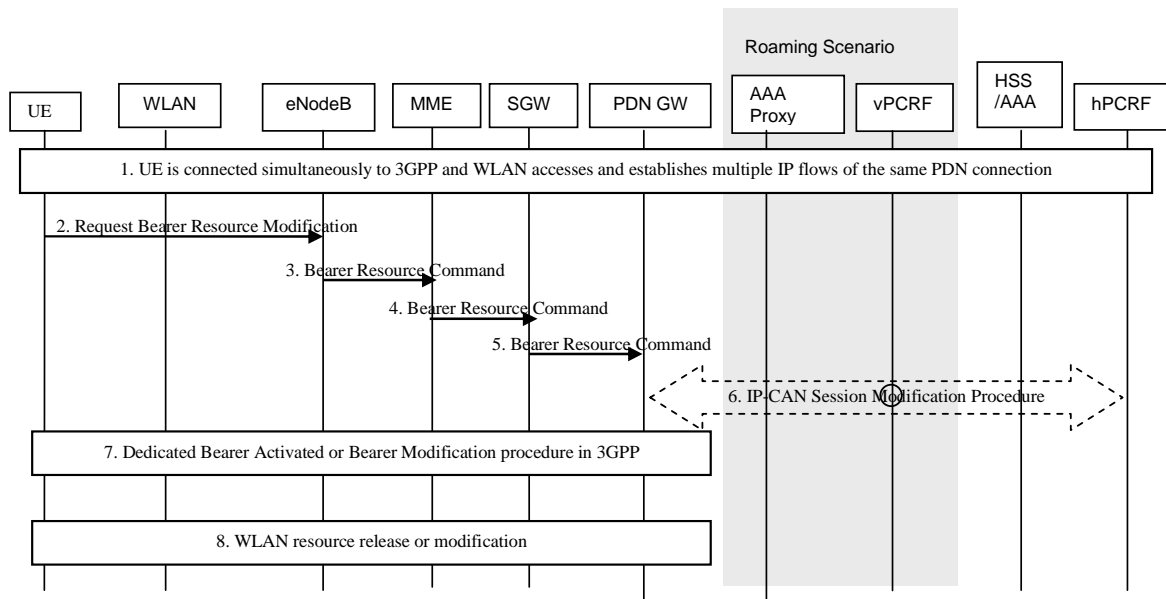 Roaming Scenario
UE
WLAN
eNodeB
MME
SGW
PDN GW
AAA
Proxy
vPCRF
HSS
/AAA
hPCRF
1. UE is connected simultaneously to 3GPP and WLAN accesses and establishes multiple IP flows of the same PDN connection
2. Request Bearer Resource Modification
3. Bearer Resource Command
4. Bearer Resource Command
5. Bearer Resource Command
6. IP-CAN Session Modification Procedure
7. Dedicated Bearer Activated or Bearer Modification procedure in 3GPP
8. WLAN resource release or modification